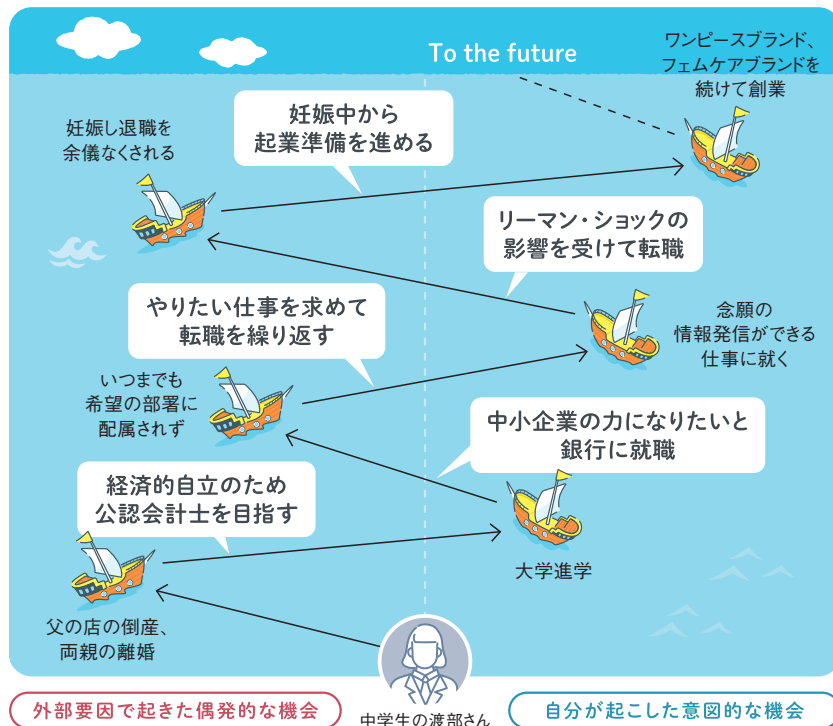 To the future
ワンピースブランド、
フェムケアブランドを
続けて創業
妊娠し退職を
余儀なくされる
妊娠中から
起業準備を進める
リーマン・ショックの
影響を受けて転職
やりたい仕事を求めて
転職を繰り返す
念願の
情報発信ができる
仕事に就く
いつまでも
希望の部署に
配属されず
中小企業の力になりたいと
銀行に就職
経済的自立のため
公認会計士を目指す
大学進学
父の店の倒産、
両親の離婚
外部要因で起きた偶発的な機会
中学生の渡部さん
自分が起こした意図的な機会